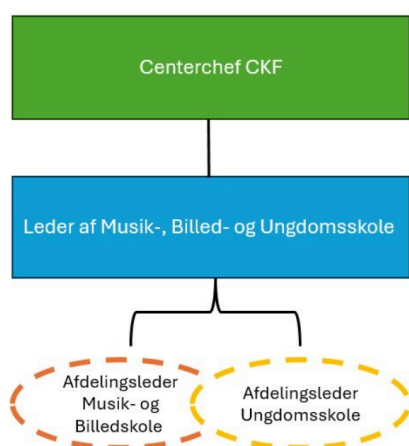 Centerchef CKF
Leder af Musik-, Billed- og Ungdomsskole
Afdelingsleder
Musik- og
Billedskole
Afdelingsleder
Ungdomsskole